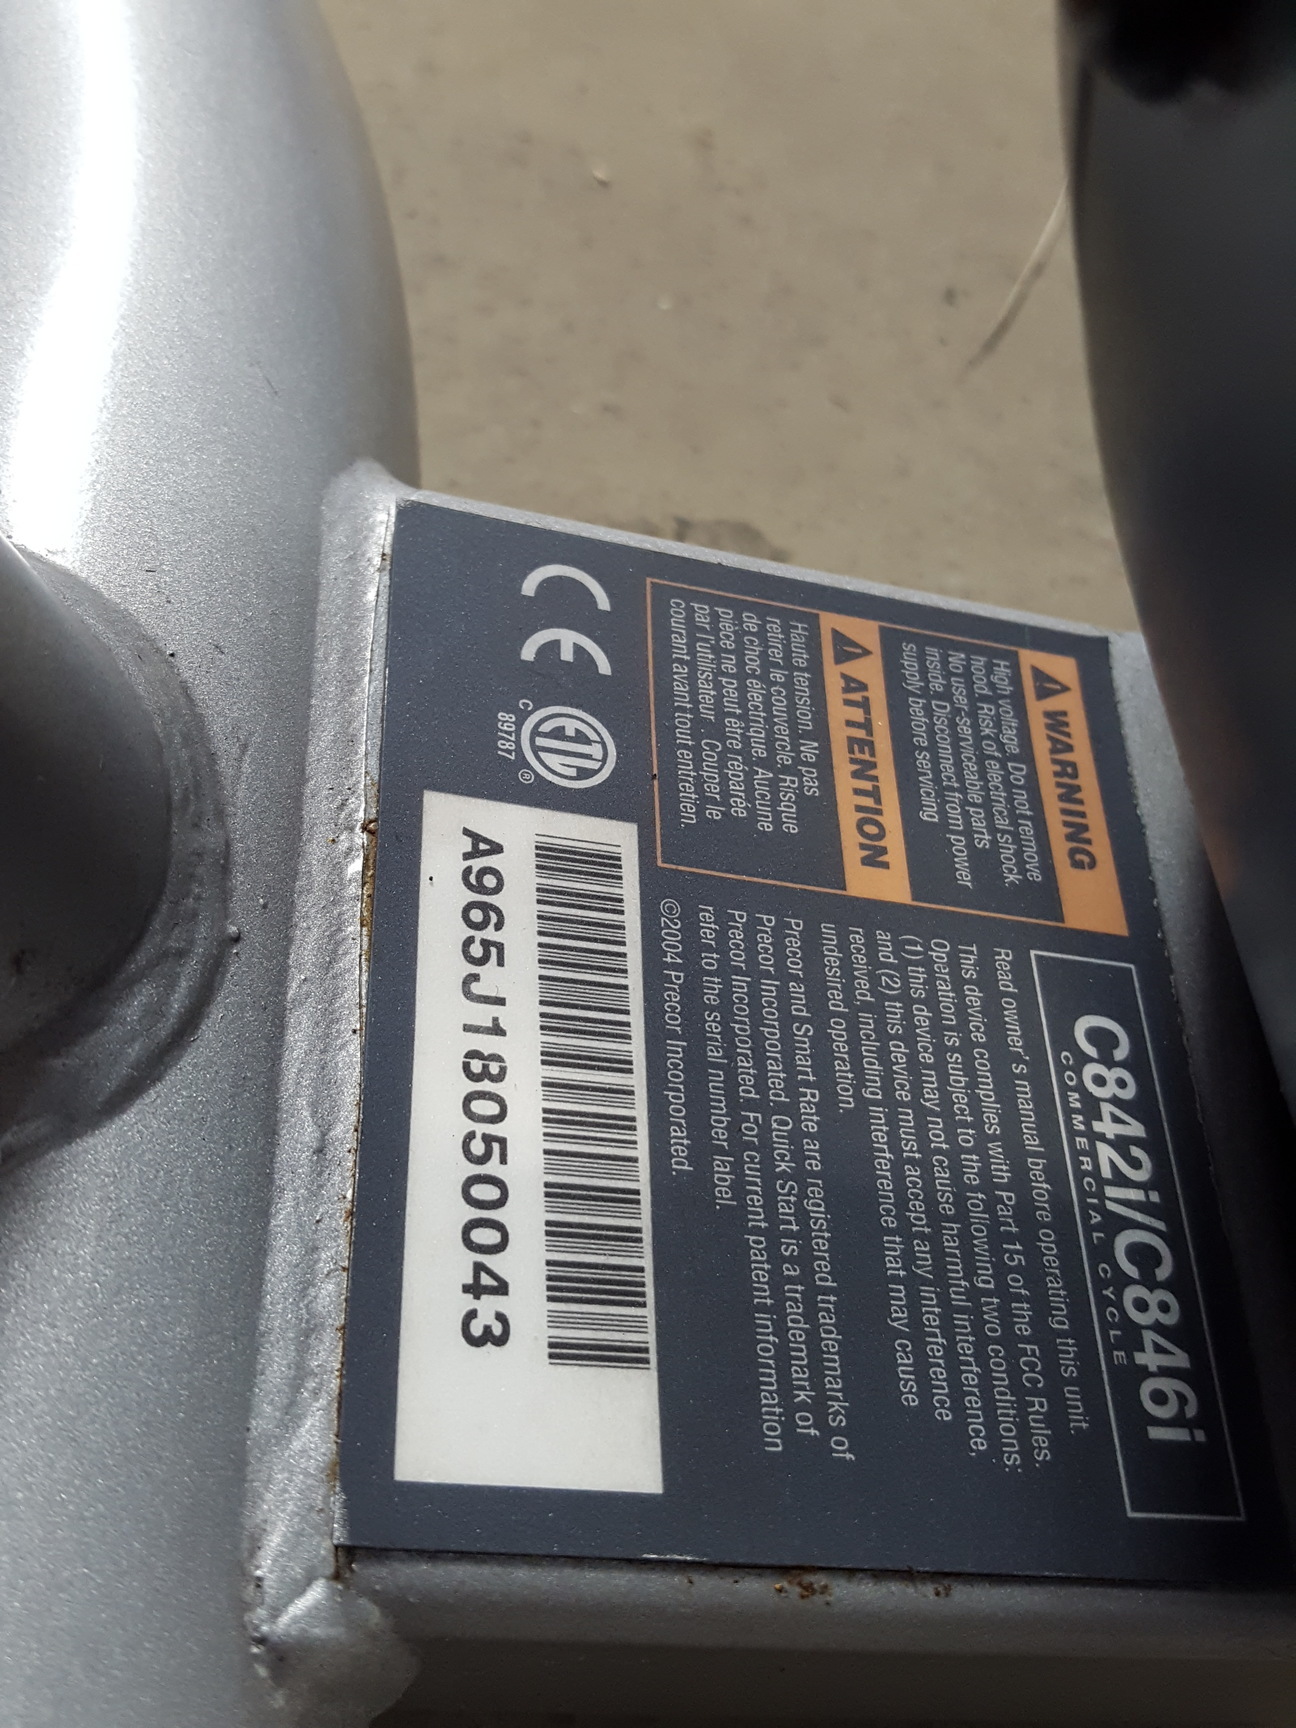 C842i/C846i
COMMERCIAL CYCLE
WARNING
High voltage. Do not remove
hood. Risk of electrical shock.
No user-serviceable parts
inside. Disconnect from power
supply before servicing
ATTENTION
Haute tension. Ne pas
retirer le couvercle. Risque
de choc électrique. Aucune
pièce ne peut être réparée
par l'utilisateur . Couper le
courant avant tout entretien.
Read owner's manual before operating this unit.
This device complies with Part 15 of the FCC Rules.
Operation is subject to the following two conditions:
(1) this device may not cause harmful interference,
and (2) this device must accept any interference
received, including interference that may cause
undesired operation.
Precor and Smart Rate are registered trademarks of
Precor Incorporated. Quick Start is a trademark of
Precor Incorporated. For current patent information
refer to the serial number label.
©2004 Precor Incorporated.
CE
ETL
C ®
89787
A965J18050043